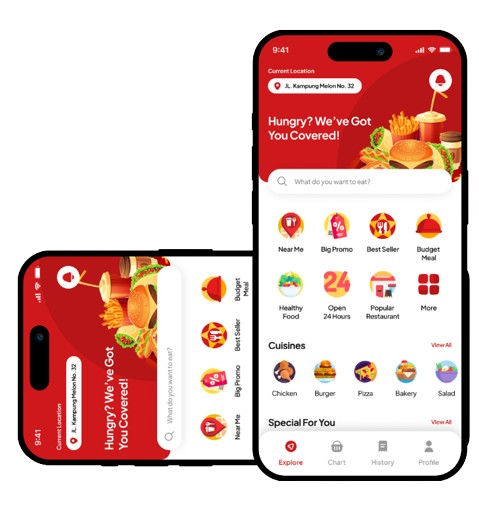 9:41
Current Location
JL. Kampung Melon No. 32
Hungry? We've Got
You Covered!
What do you want to eat?
Near Me
Big Promo
Best Seller
Budget
Meal
Healthy
Food
24
Open
24 Hours
Popular
Restaurant
More
Cuisines
View All
Chicken
Burger
Pizza
Bakery
Salad
Special For You
View All
Explore
Chart
History
Profile
9:41
Current Location
JL. Kampung Melon No. 32
Hungry? We've Got
You Covered!
What do you want to eat?
Near Me
Big Promo
Best Seller
Budget
Meal